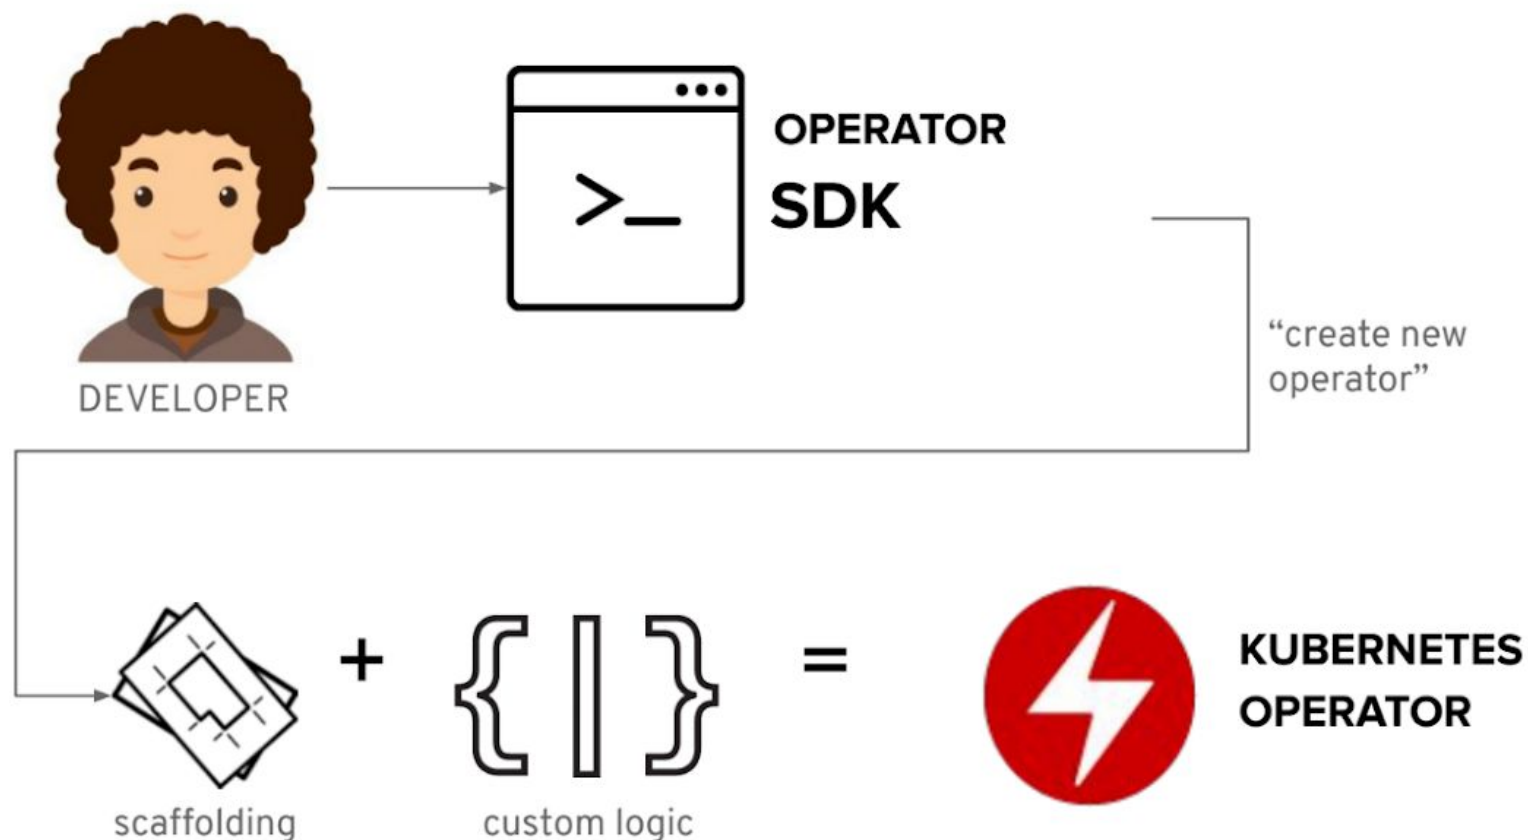 OPERATOR
SDK
>_
DEVELOPER
“create new
operator”
+
{|}
=
scaffolding
custom logic
KUBERNETES
OPERATOR